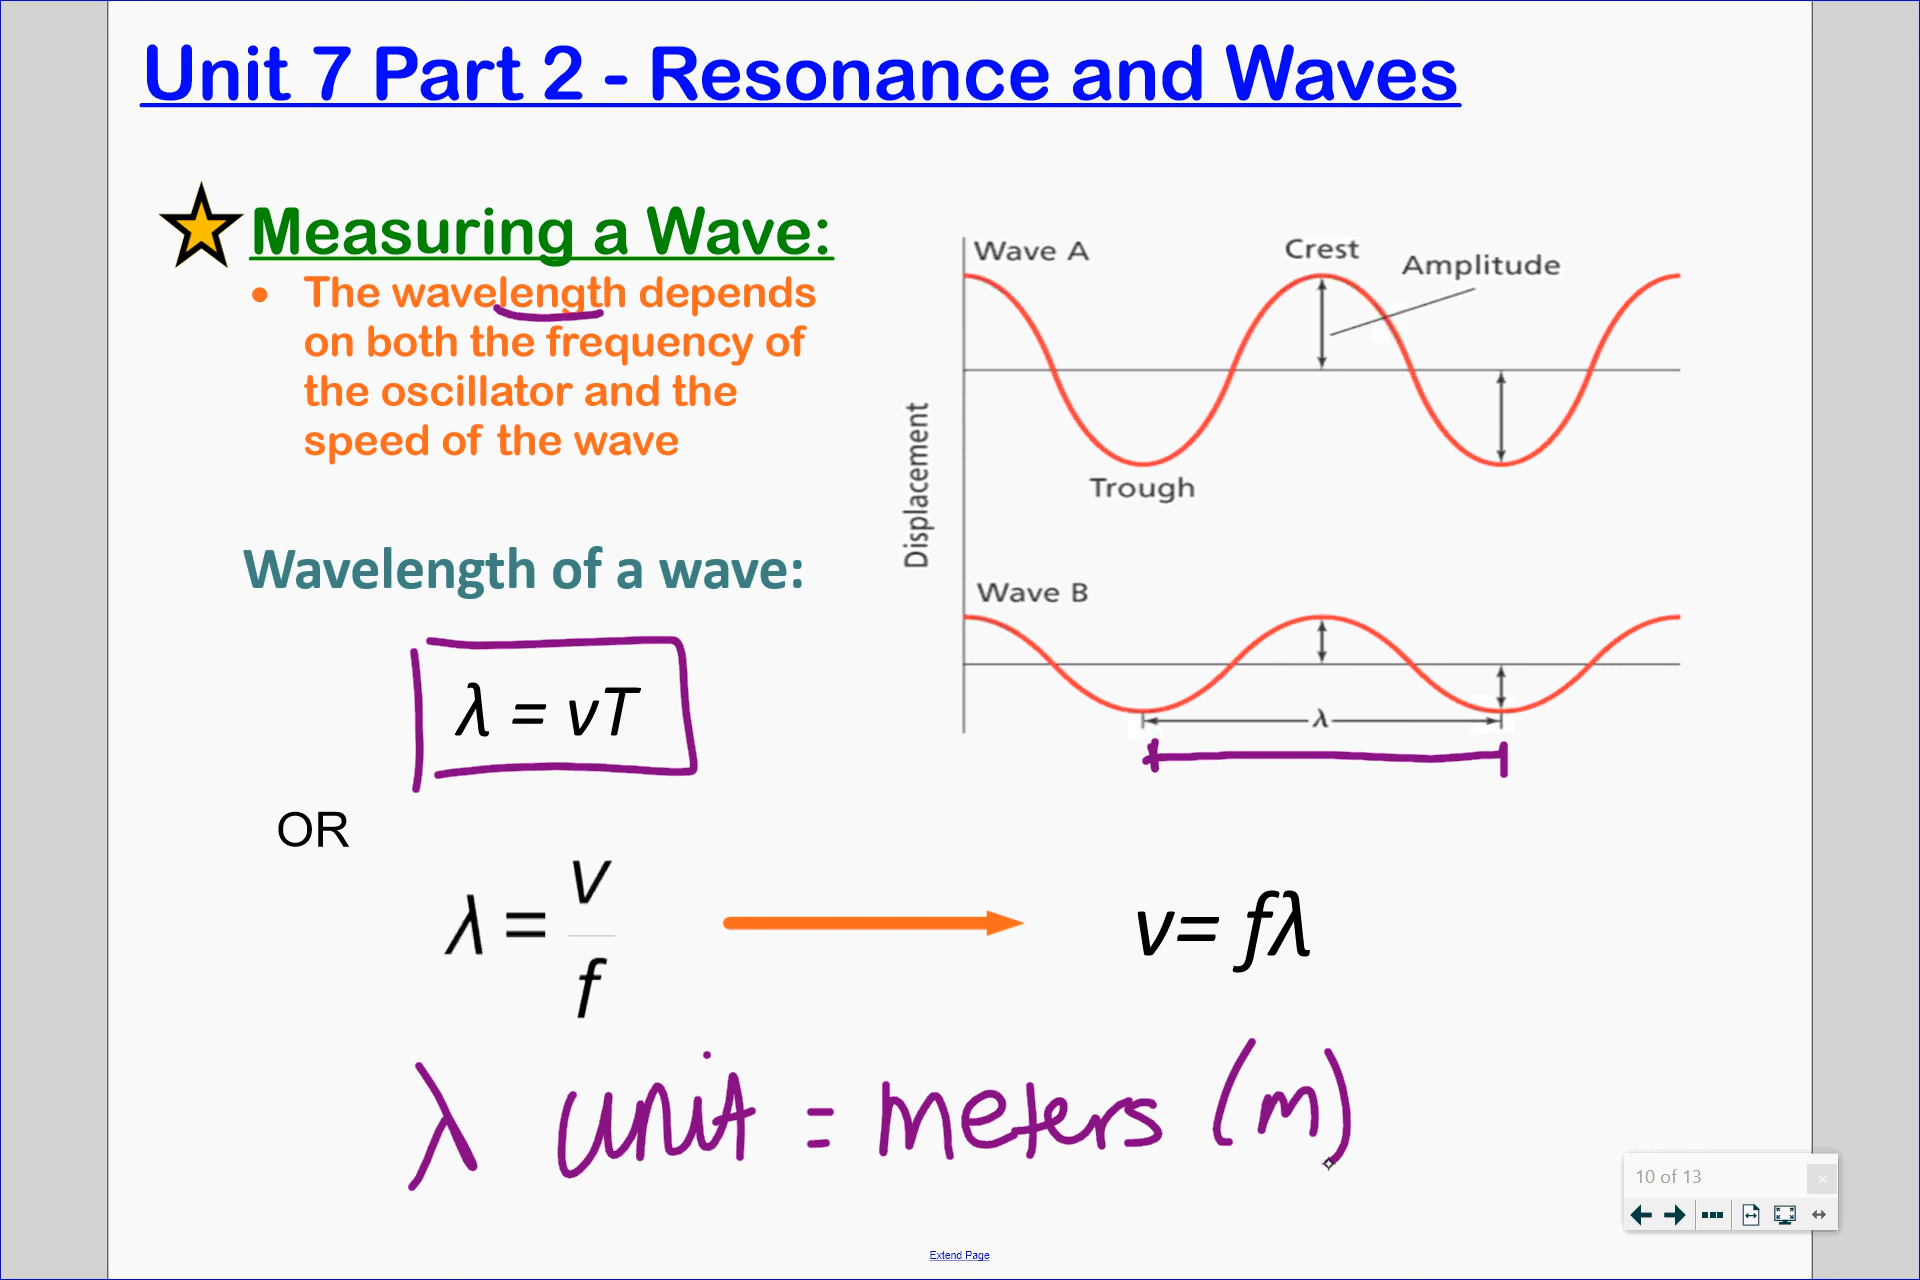 Unit 7 Part 2 - Resonance and Waves
Measuring a Wave:
• The wavelength depends
on both the frequency of
the oscillator and the
speed of the wave
Wavelength of a wave:
λ = vT
OR
λ = v/f
v= fλ
λ unit = meters (m)
Wave A
Crest
Amplitude
Trough
Displacement
Wave B
λ
10 of 13
Extend Page